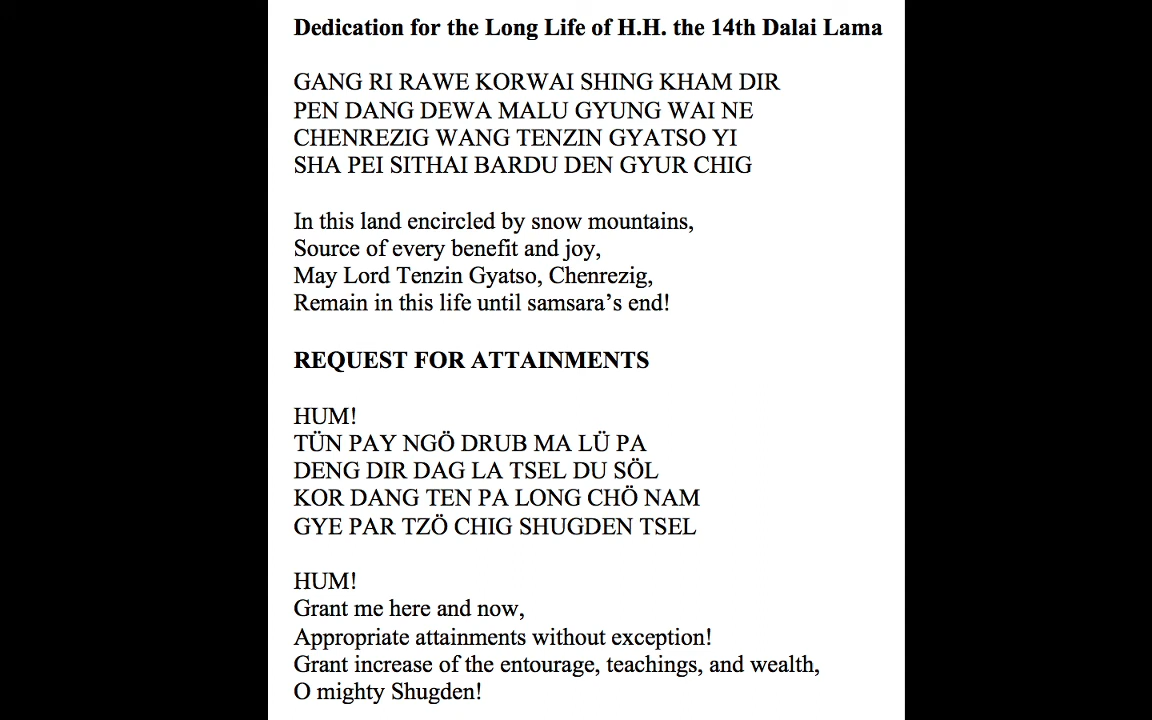 Dedication for the Long Life of H.H. the 14th Dalai Lama
GANG RI RAWE KORWAI SHING KHAM DIR
PEN DANG DEWA MALU GYUNG WAI NE
CHENREZIG WANG TENZIN GYATSO YI
SHA PEI SITHAI BARDU DEN GYUR CHIG
In this land encircled by snow mountains,
Source of every benefit and joy,
May Lord Tenzin Gyatso, Chenrezig,
Remain in this life until samsara’s end!
REQUEST FOR ATTAINMENTS
HUM!
TÜN PAY NGÖ DRUB MA LÜ PA
DENG DIR DAG LA TSEL DU SÖL
KOR DANG TEN PA LONG CHÖ NAM
GYE PAR TZÖ CHIG SHUGDEN TSEL
HUM!
Grant me here and now,
Appropriate attainments without exception!
Grant increase of the entourage, teachings, and wealth,
O mighty Shugden!